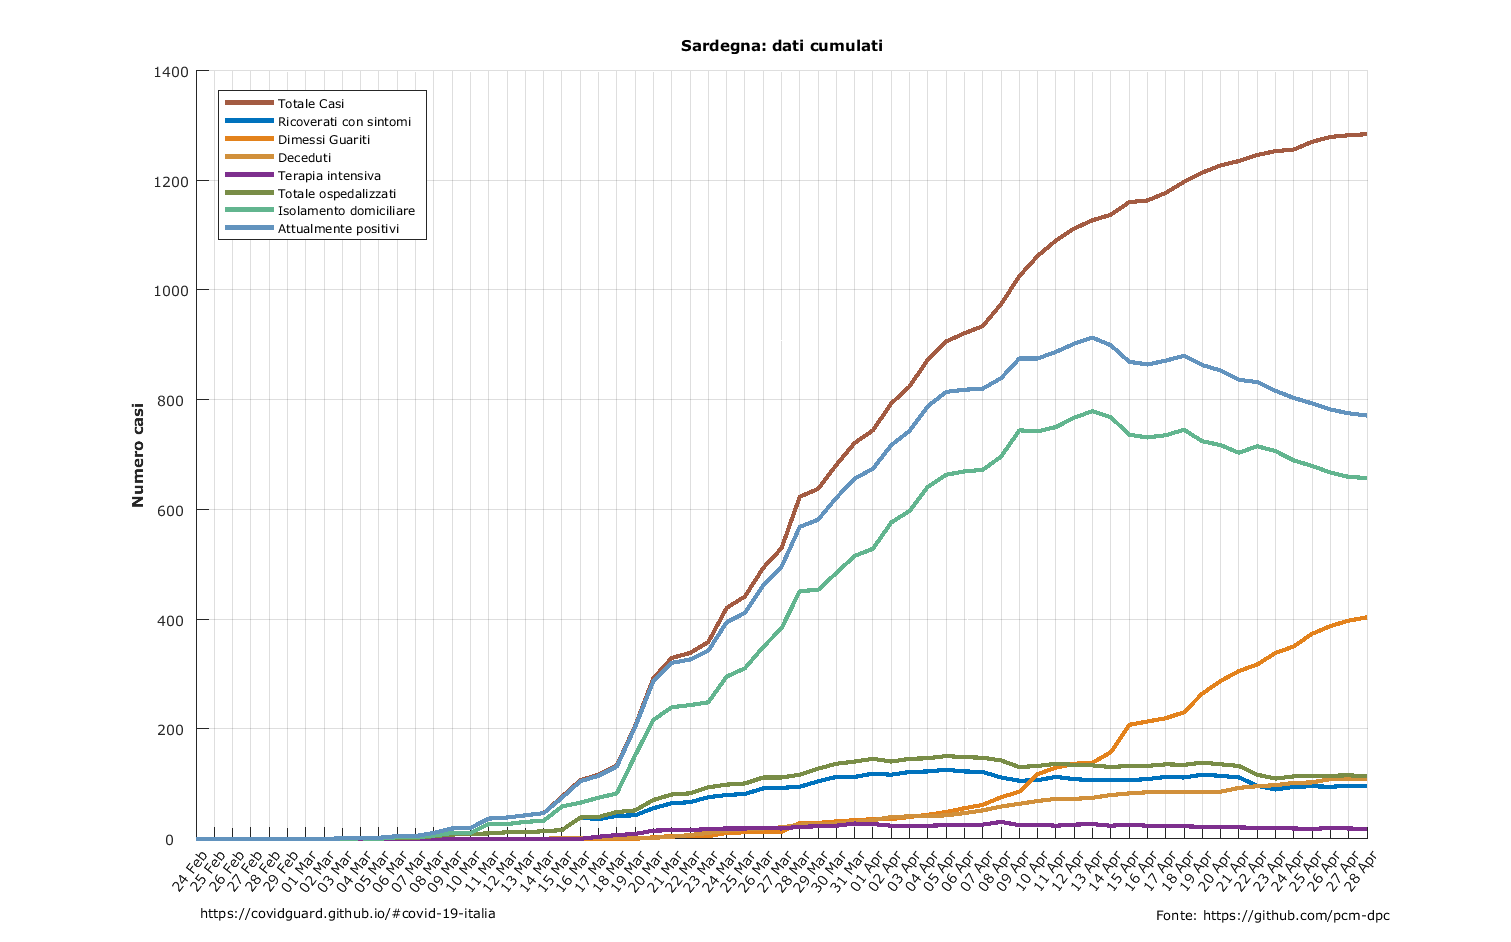 Sardegna: dati cumulati
1400
1200
1000
800
600
400
200
0
Numero casi
Totale Casi
Ricoverati con sintomi
Dimessi Guariti
Deceduti
Terapia intensiva
Totale ospedalizzati
Isolamento domiciliare
Attualmente positivi
24 Feb
25 Feb
26 Feb
27 Feb
28 Feb
29 Feb
01 Mar
02 Mar
03 Mar
04 Mar
05 Mar
06 Mar
07 Mar
08 Mar
09 Mar
10 Mar
11 Mar
12 Mar
13 Mar
14 Mar
15 Mar
16 Mar
17 Mar
18 Mar
19 Mar
20 Mar
21 Mar
22 Mar
23 Mar
24 Mar
25 Mar
26 Mar
27 Mar
28 Mar
29 Mar
30 Mar
31 Mar
01 Apr
02 Apr
03 Apr
04 Apr
05 Apr
06 Apr
07 Apr
08 Apr
09 Apr
10 Apr
11 Apr
12 Apr
13 Apr
14 Apr
15 Apr
16 Apr
17 Apr
18 Apr
19 Apr
20 Apr
21 Apr
22 Apr
23 Apr
24 Apr
25 Apr
26 Apr
27 Apr
28 Apr
https://covidguard.github.io/#covid-19-italia
Fonte: https://github.com/pcm-dpc